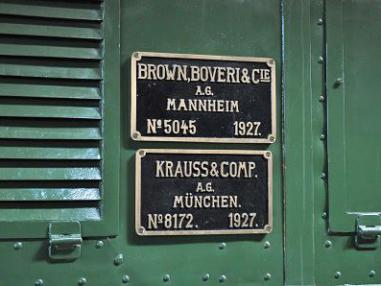 BROWN, BOVERI & CIE
A.G.
MANNHEIM
No 5045 1927.
KRAUSS & COMP.
A.G.
MÜNCHEN.
No 8172. 1927.